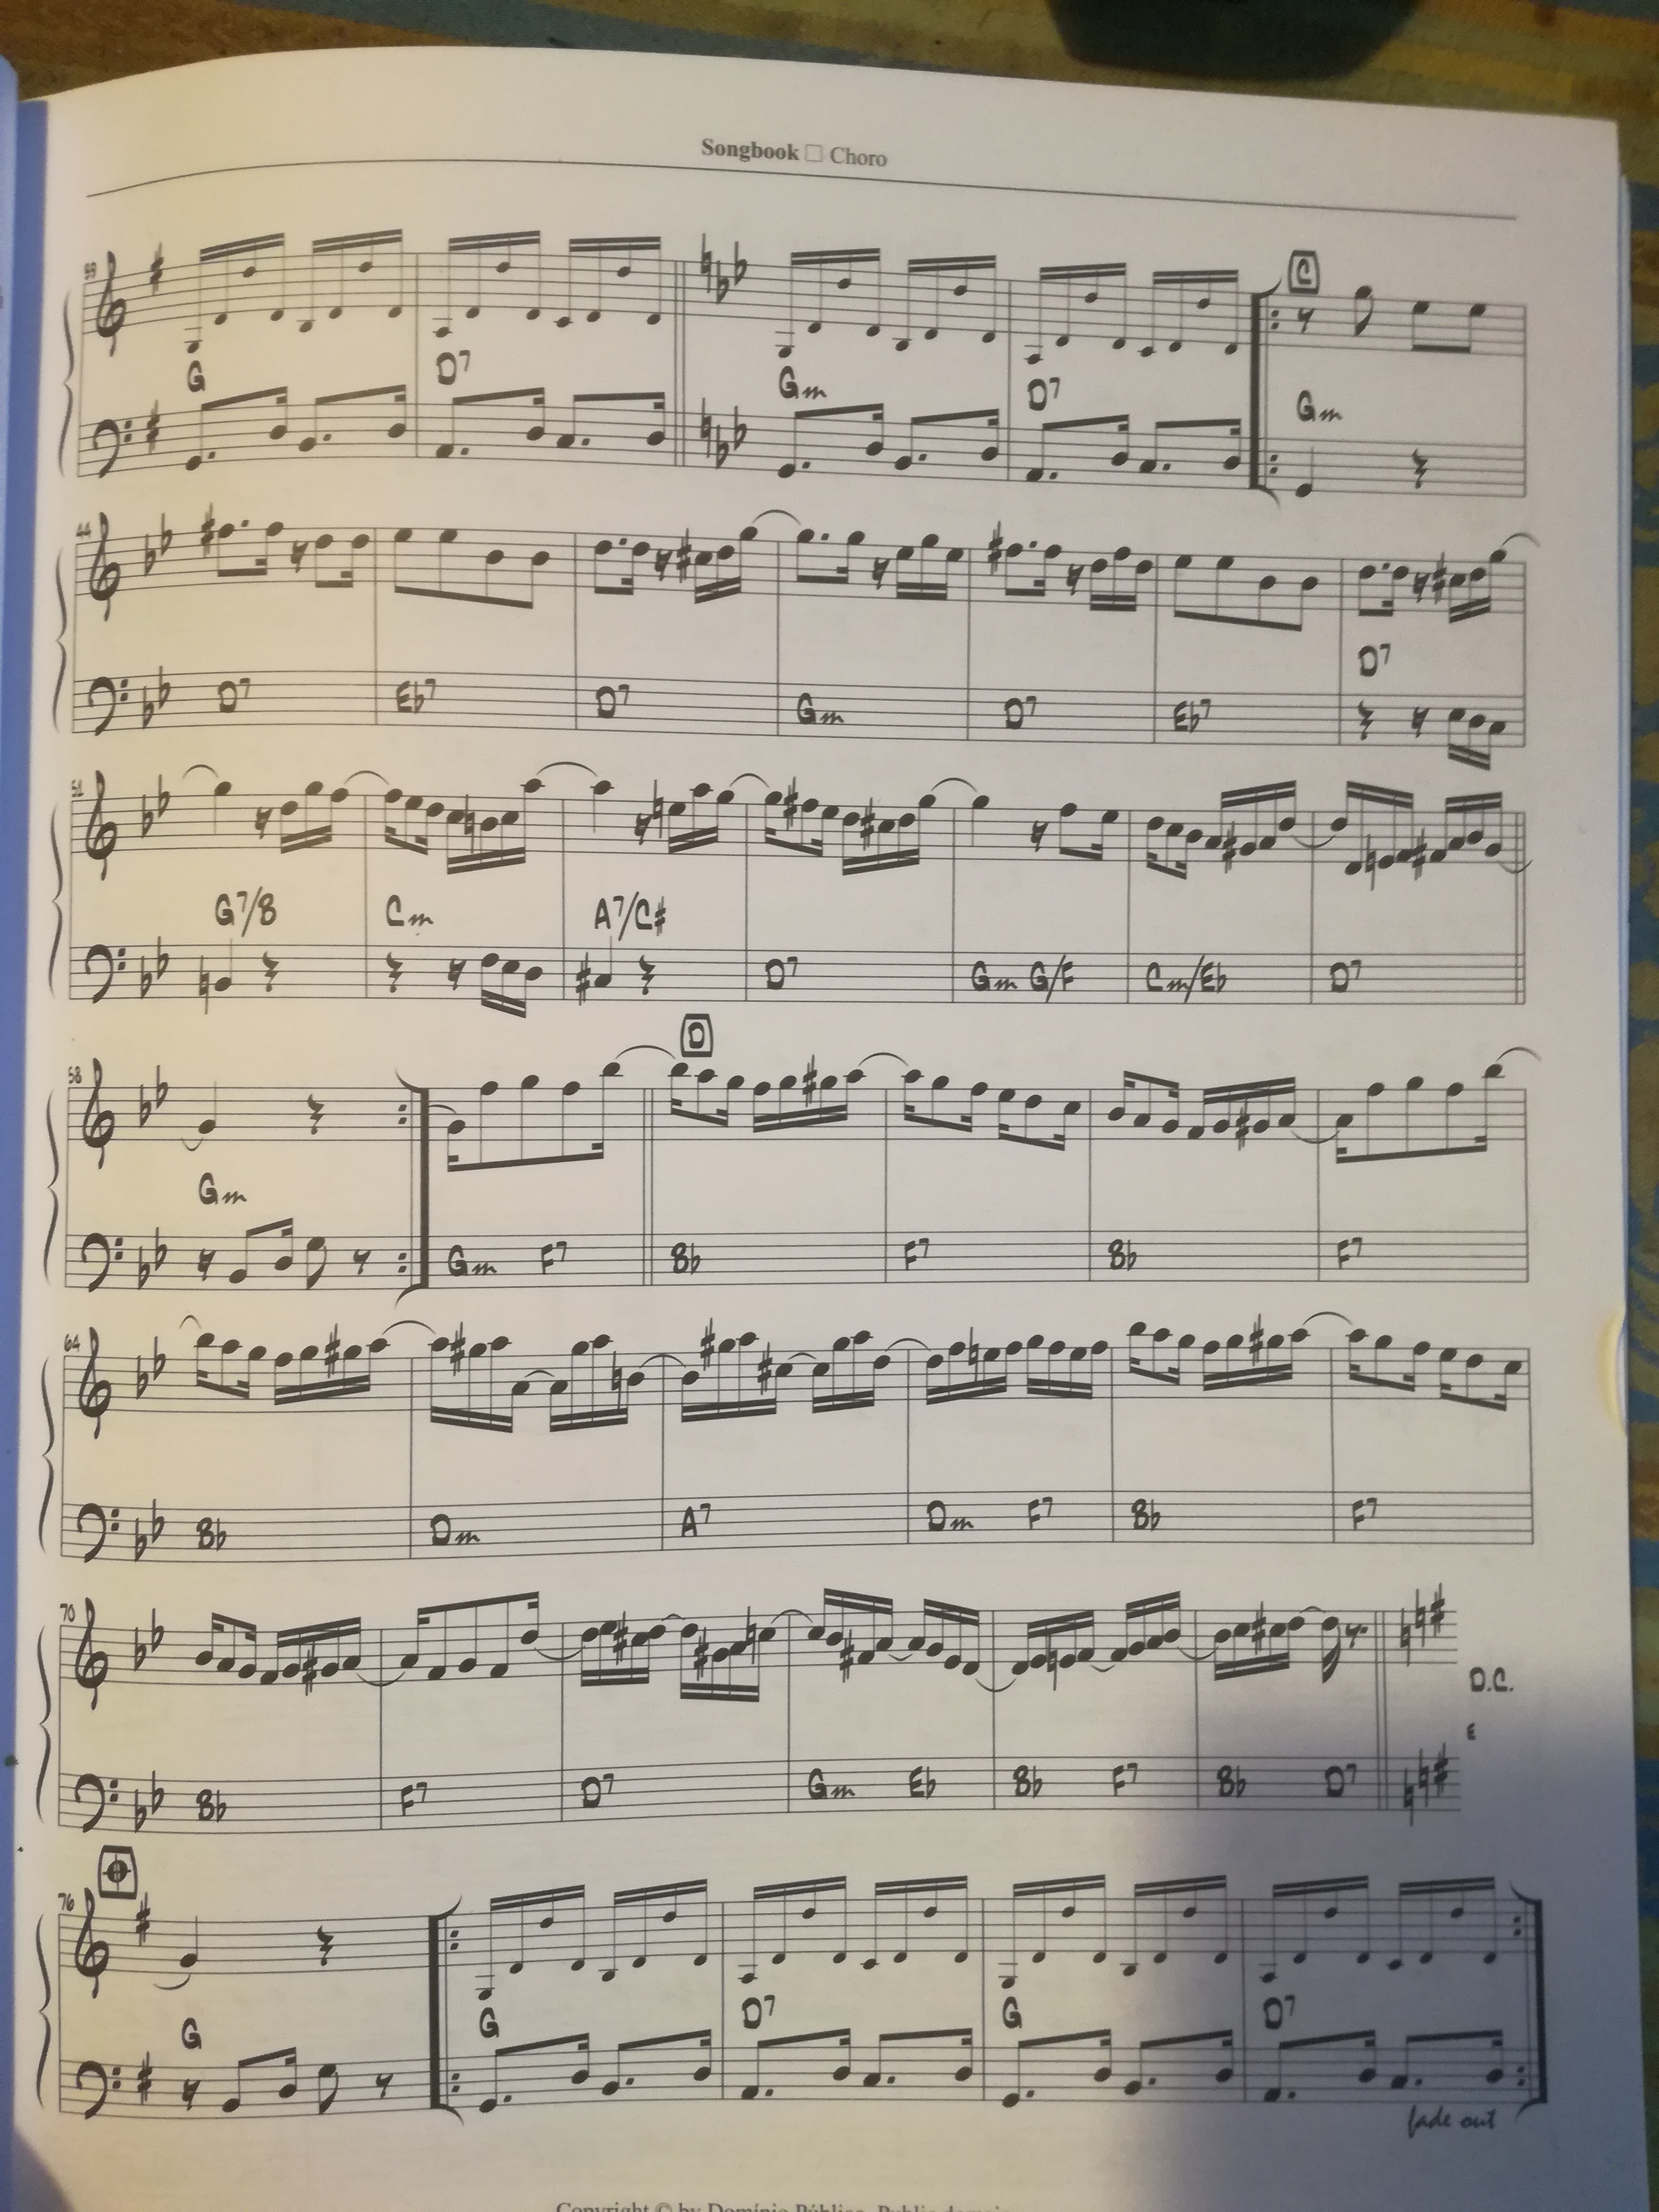 Songbook □ Choro
39
C
G D7 Gm D7 Gm
44
D7
D7 Eb7 D7 Gm D7 Eb7
51
G7/B Cm A7/C#
D7 Gm G/F Cm/Eb D7
D
58
Gm
Gm F7 Bb F7 Bb F7
64
Bb Dm A7 Dm F7 Bb F7
70
D.C.
E
Bb F7 D7 Gm Eb Bb F7 Bb D7
76
G G D7 G D7
fade out
Copyright © by Domínio Público. Public domain